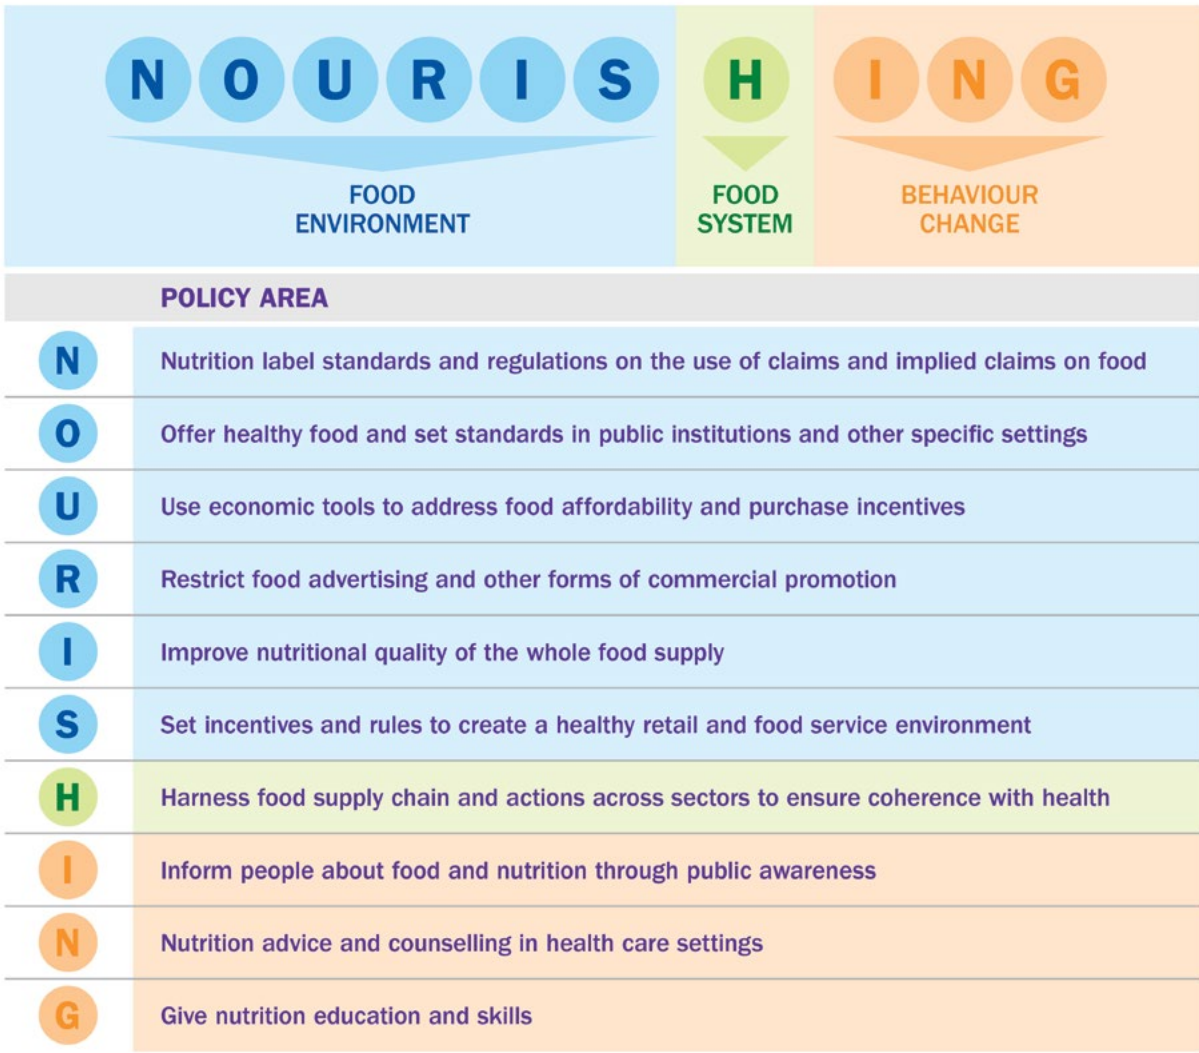 N O U R I S H I N G
FOOD
ENVIRONMENT
FOOD
SYSTEM
BEHAVIOUR
CHANGE
POLICY AREA
N Nutrition label standards and regulations on the use of claims and implied claims on food
O Offer healthy food and set standards in public institutions and other specific settings
U Use economic tools to address food affordability and purchase incentives
R Restrict food advertising and other forms of commercial promotion
I Improve nutritional quality of the whole food supply
S Set incentives and rules to create a healthy retail and food service environment
H Harness food supply chain and actions across sectors to ensure coherence with health
I Inform people about food and nutrition through public awareness
N Nutrition advice and counselling in health care settings
G Give nutrition education and skills